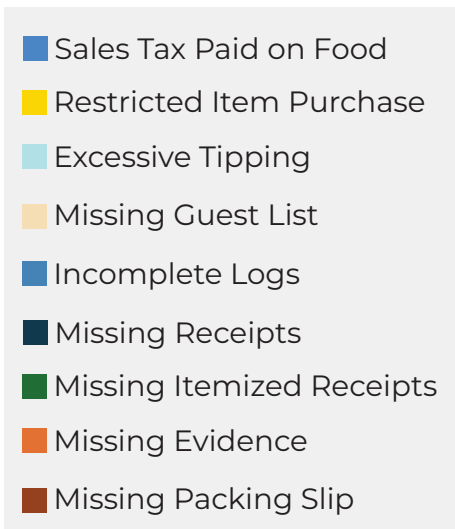 Sales Tax Paid on Food
Restricted Item Purchase
Excessive Tipping
Missing Guest List
Incomplete Logs
Missing Receipts
Missing Itemized Receipts
Missing Evidence
Missing Packing Slip